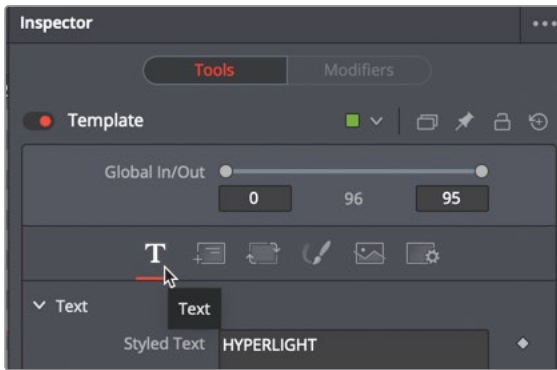 Inspector
Tools Modifiers
Template
Global In/Out
0 96 95
T
Text Text
Styled Text HYPERLIGHT